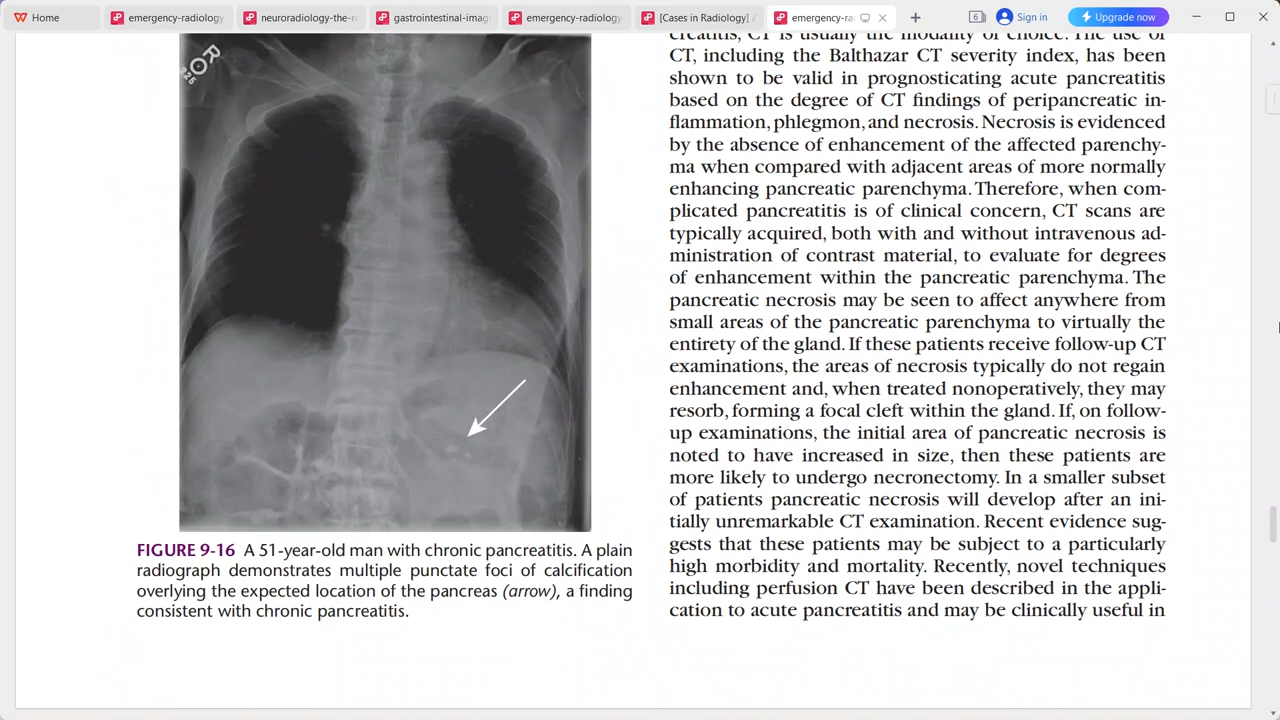 Home
emergency-radiology
neuroradiology-the-r
gastrointestinal-imag
emergency-radiology
[Cases in Radiology]
emergency-ra
6
Sign in
Upgrade now
OR
325
creatitis, CT is usually the modality of choice. The use of
CT, including the Balthazar CT severity index, has been
shown to be valid in prognosticating acute pancreatitis
based on the degree of CT findings of peripancreatic in-
flammation, phlegmon, and necrosis. Necrosis is evidenced
by the absence of enhancement of the affected parenchy-
ma when compared with adjacent areas of more normally
enhancing pancreatic parenchyma. Therefore, when com-
plicated pancreatitis is of clinical concern, CT scans are
typically acquired, both with and without intravenous ad-
ministration of contrast material, to evaluate for degrees
of enhancement within the pancreatic parenchyma. The
pancreatic necrosis may be seen to affect anywhere from
small areas of the pancreatic parenchyma to virtually the
entirety of the gland. If these patients receive follow-up CT
examinations, the areas of necrosis typically do not regain
enhancement and, when treated nonoperatively, they may
resorb, forming a focal cleft within the gland. If, on follow-
up examinations, the initial area of pancreatic necrosis is
noted to have increased in size, then these patients are
more likely to undergo necronectomy. In a smaller subset
of patients pancreatic necrosis will develop after an ini-
tially unremarkable CT examination. Recent evidence sug-
gests that these patients may be subject to a particularly
high morbidity and mortality. Recently, novel techniques
including perfusion CT have been described in the appli-
cation to acute pancreatitis and may be clinically useful in
FIGURE 9-16 A 51-year-old man with chronic pancreatitis. A plain
radiograph demonstrates multiple punctate foci of calcification
overlying the expected location of the pancreas (arrow), a finding
consistent with chronic pancreatitis.